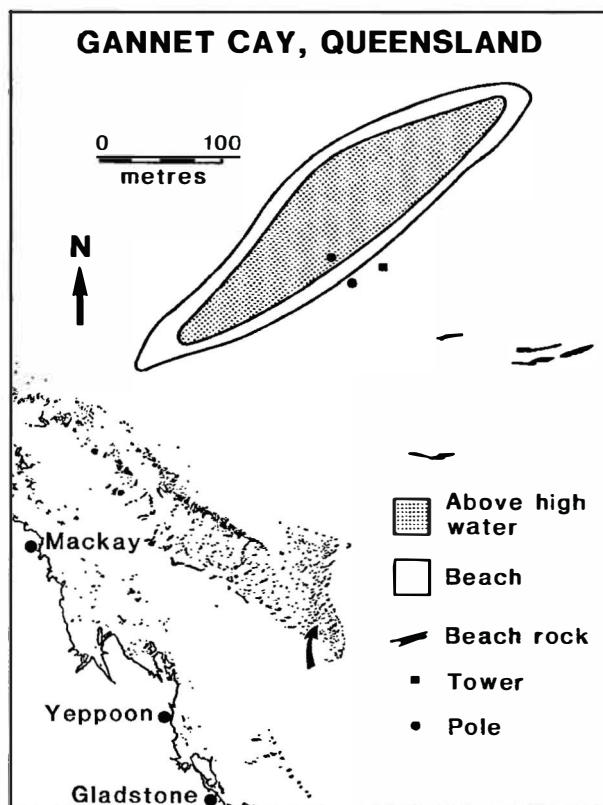 GANNET CAY, QUEENSLAND
0 100
metres
N
Above high
water
Mackay
Beach
Beach rock
Tower
Yeppoon
Pole
Gladstone